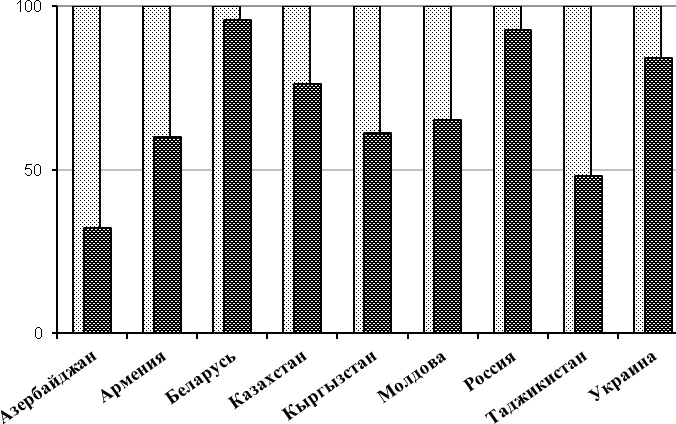 100
50
0
Азербайджан
Армения
Беларусь
Казахстан
Кыргызстан
Молдова
Россия
Таджикистан
Украина